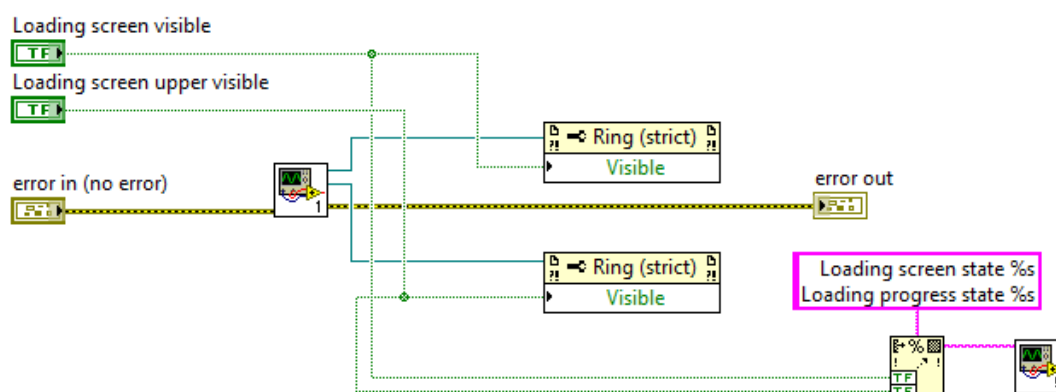 Loading screen visible
TF
Loading screen upper visible
TF
?! Ring (strict) ?!
Visible
error in (no error)
1
error out
?! Ring (strict) ?!
Visible
Loading screen state %s
Loading progress state %s
%
TF
TF